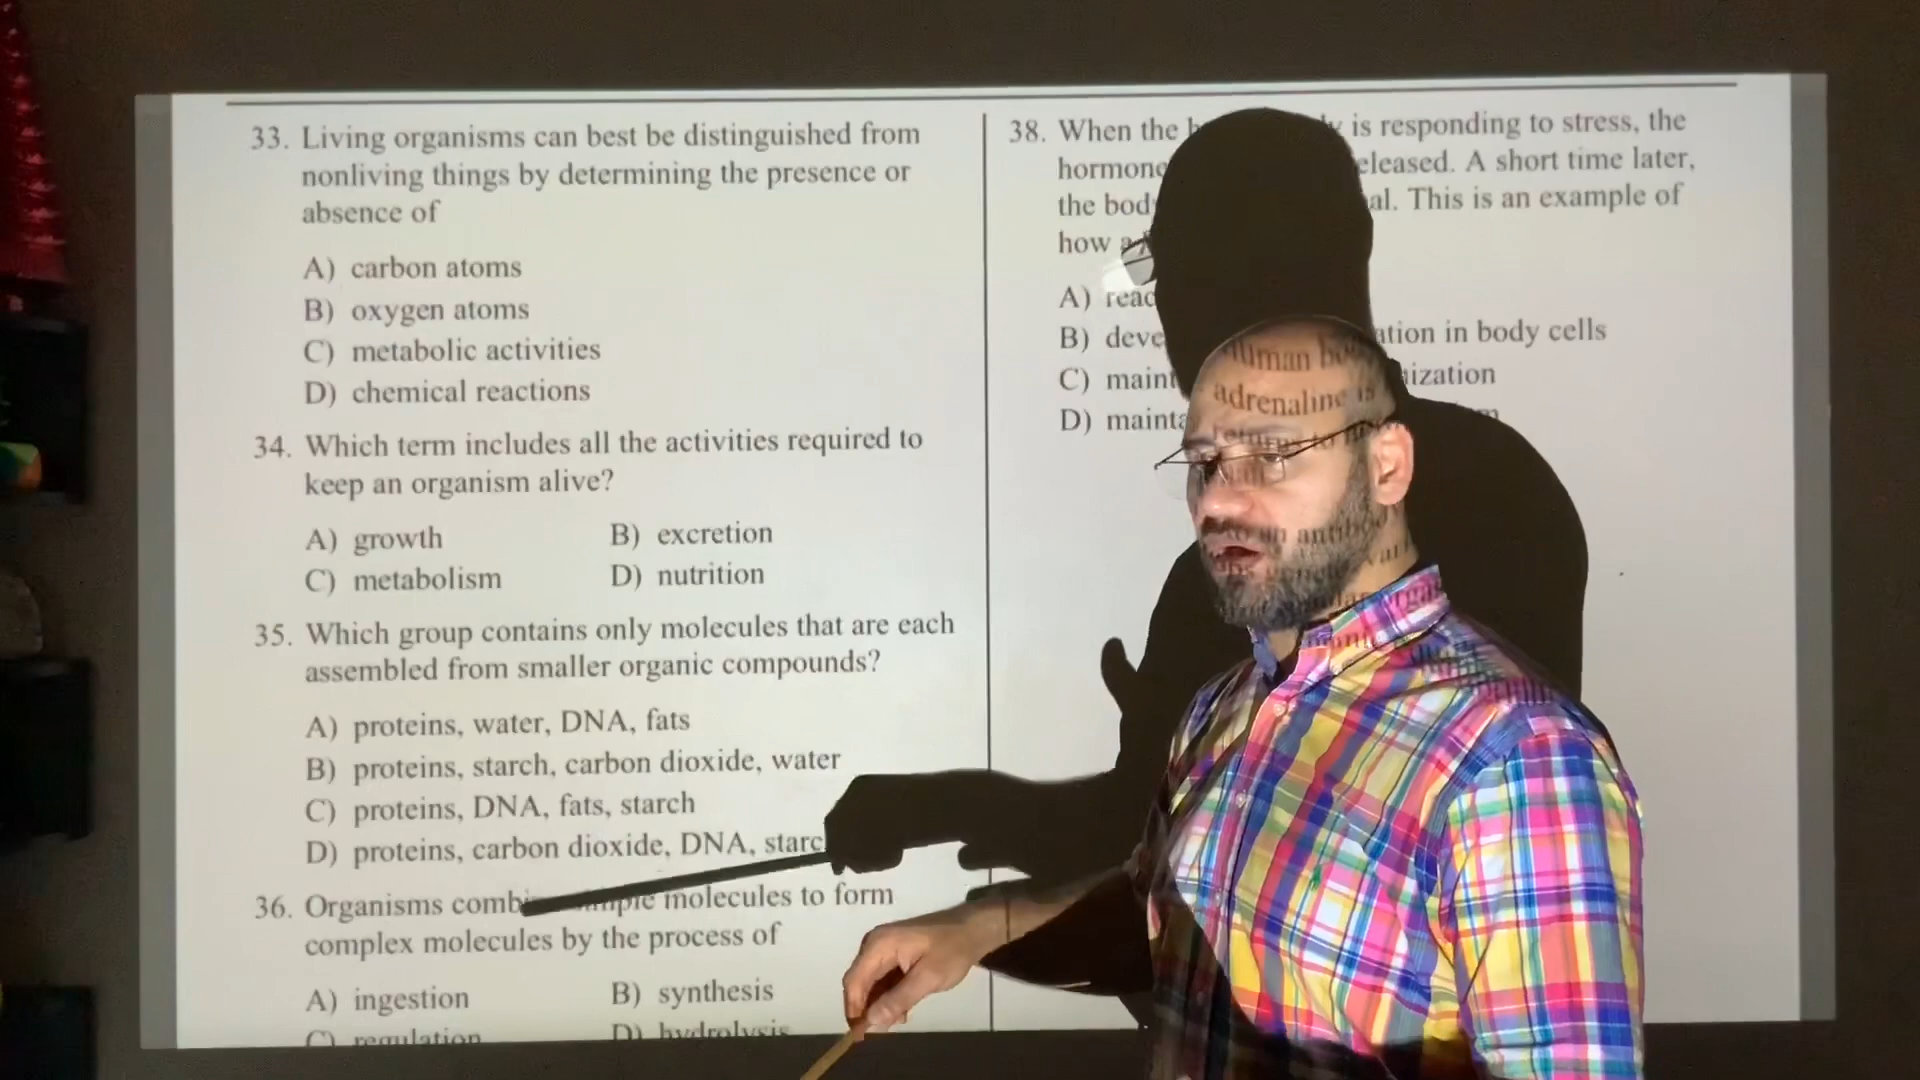 33. Living organisms can best be distinguished from
nonliving things by determining the presence or
absence of
A) carbon atoms
B) oxygen atoms
C) metabolic activities
D) chemical reactions
34. Which term includes all the activities required to
keep an organism alive?
A) growth B) excretion
C) metabolism D) nutrition
35. Which group contains only molecules that are each
assembled from smaller organic compounds?
A) proteins, water, DNA, fats
B) proteins, starch, carbon dioxide, water
C) proteins, DNA, fats, starch
D) proteins, carbon dioxide, DNA,
36. Organisms molecules to form
complex molecules by the process of
A) ingestion B) synthesis
C) regulation D) hydrolysis
38. When the is responding to stress, the
A short time later,
the This is an example of
how
A)
B) in body cells
C)
D)
adrenaline is